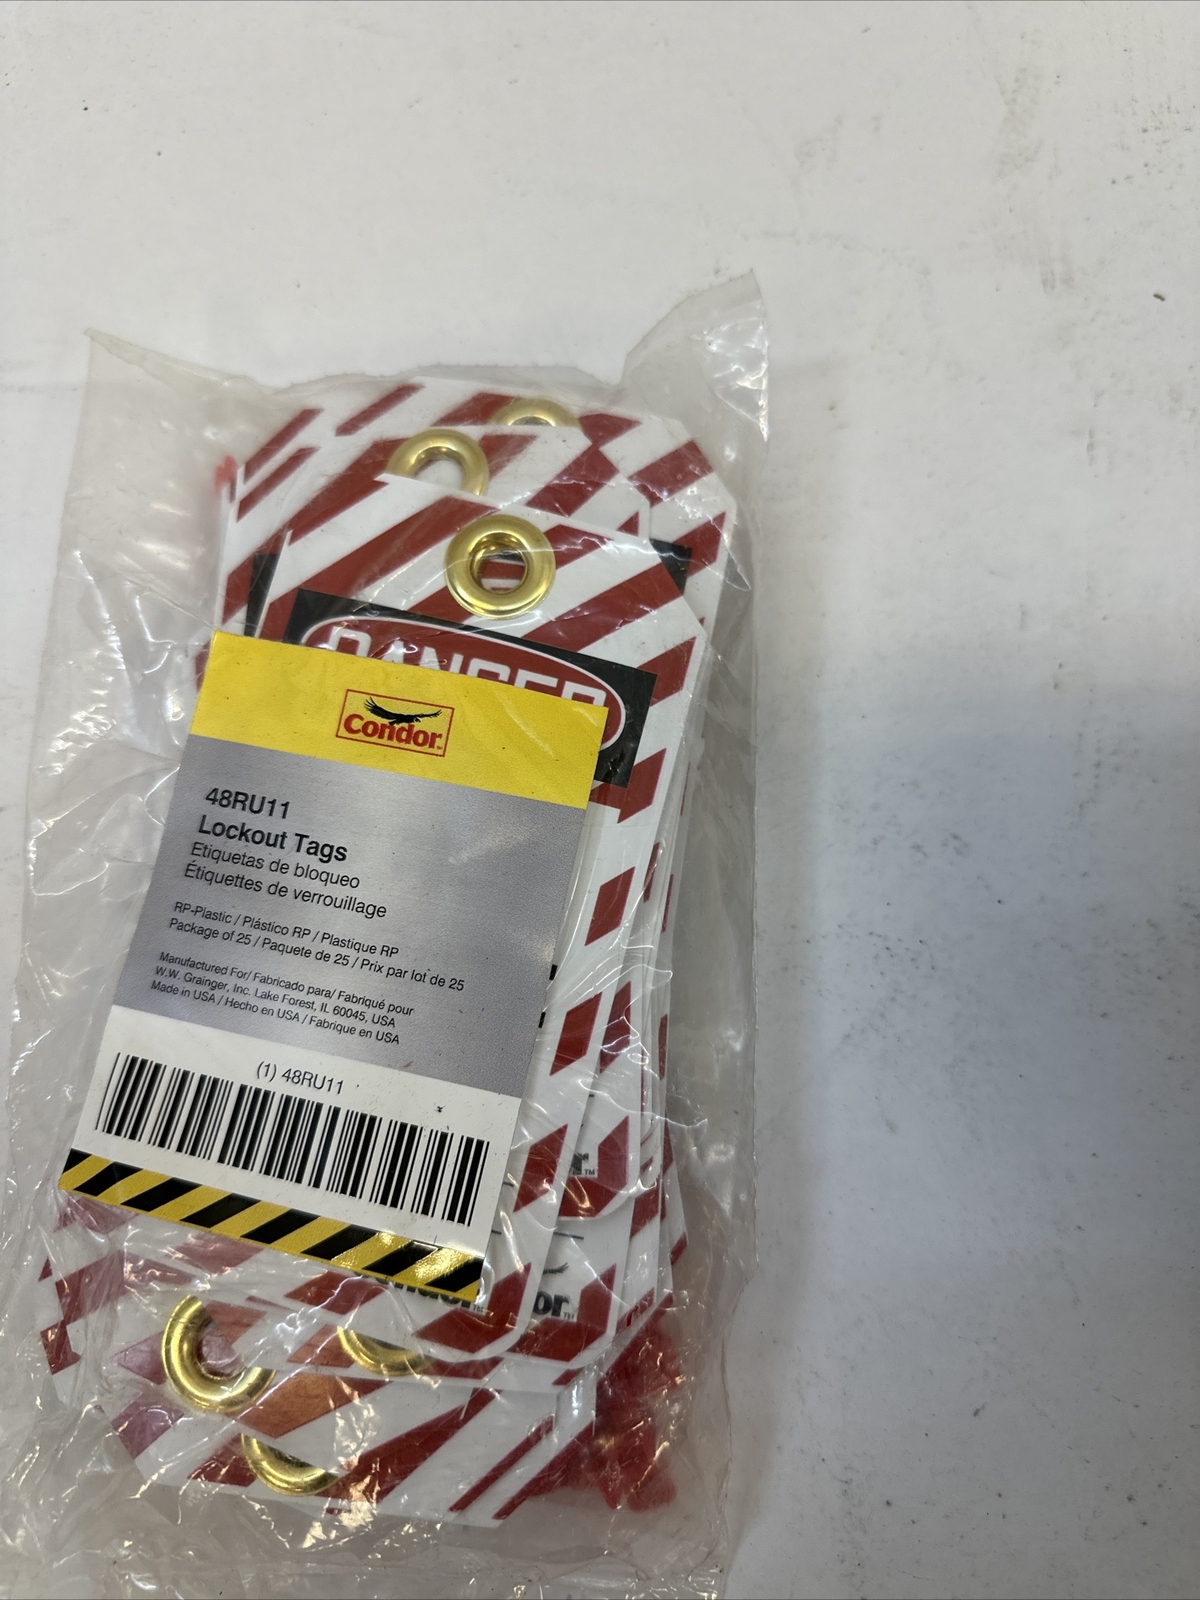 DANGER
Condor
48RU11
Lockout Tags
Etiquetas de bloqueo
Étiquettes de verrouillage
RP-Plastic / Plástico RP / Plastique RP
Package of 25 / Paquete de 25 / Prix par lot de 25
Manufactured For/ Fabricado para/ Fabriqué pour
W.W. Grainger, Inc. Lake Forest, IL 60045, USA
Made in USA / Hecho en USA / Fabrique en USA
(1) 48RU11